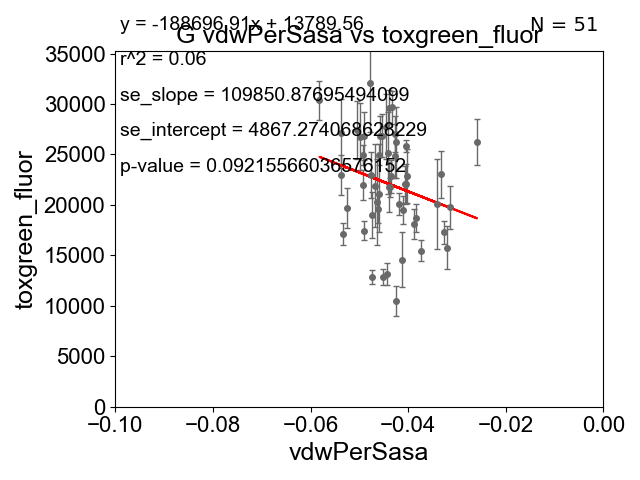 y = -188696.91x + 13789.56
N = 51
G vdwPerSasa vs toxgreen_fluor
r^2 = 0.06
se_slope = 109850.87695494099
se_intercept = 4867.274068628229
p-value = 0.09215566036576152
toxgreen_fluor
35000
30000
25000
20000
15000
10000
5000
0
−0.10 −0.08 −0.06 −0.04 −0.02 0.00
vdwPerSasa